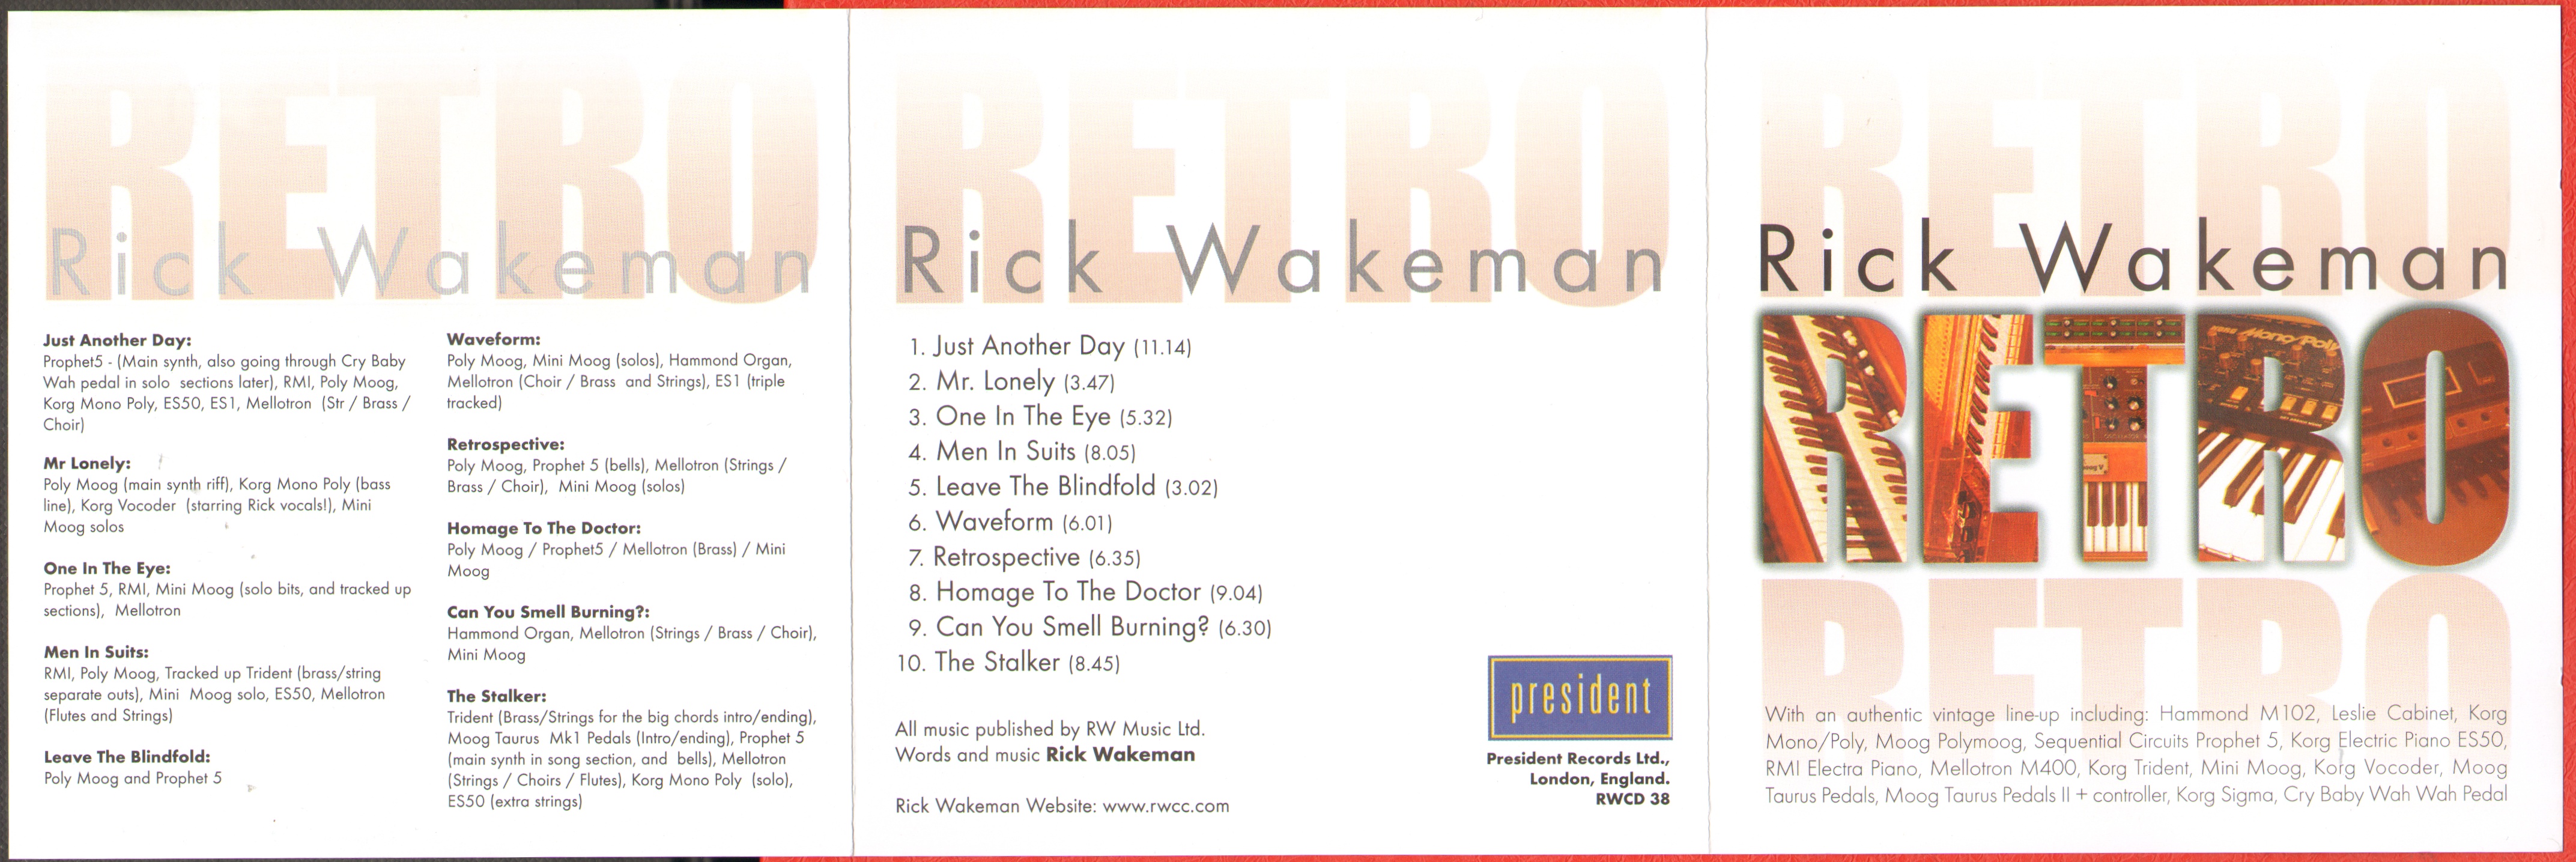 RETRO
Rick Wakeman
Just Another Day:
Prophet5 - (Main synth, also going through Cry Baby
Wah pedal in solo sections later), RMI, Poly Moog,
Korg Mono Poly, ES50, ES1, Mellotron (Str / Brass /
Choir)
Mr Lonely:
Poly Moog (main synth riff), Korg Mono Poly (bass
line), Korg Vocoder (starring Rick vocals!), Mini
Moog solos
One In The Eye:
Prophet 5, RMI, Mini Moog (solo bits, and tracked up
sections), Mellotron
Men In Suits:
RMI, Poly Moog, Tracked up Trident (brass/string
separate outs), Mini Moog solo, ES50, Mellotron
(Flutes and Strings)
Leave The Blindfold:
Poly Moog and Prophet 5
Waveform:
Poly Moog, Mini Moog (solos), Hammond Organ,
Mellotron (Choir / Brass and Strings), ES1 (triple
tracked)
Retrospective:
Poly Moog, Prophet 5 (bells), Mellotron (Strings /
Brass / Choir), Mini Moog (solos)
Homage To The Doctor:
Poly Moog / Prophet5 / Mellotron (Brass) / Mini
Moog
Can You Smell Burning?:
Hammond Organ, Mellotron (Strings / Brass / Choir),
Mini Moog
The Stalker:
Trident (Brass/Strings for the big chords intro/ending),
Moog Taurus Mk1 Pedals (Intro/ending), Prophet 5
(main synth in song section, and bells), Mellotron
(Strings / Choirs / Flutes), Korg Mono Poly (solo),
ES50 (extra strings)
RETRO
Rick Wakeman
1. Just Another Day (11.14)
2. Mr. Lonely (3.47)
3. One In The Eye (5.32)
4. Men In Suits (8.05)
5. Leave The Blindfold (3.02)
6. Waveform (6.01)
7. Retrospective (6.35)
8. Homage To The Doctor (9.04)
9. Can You Smell Burning? (6.30)
10. The Stalker (8.45)
All music published by RW Music Ltd.
Words and music Rick Wakeman
Rick Wakeman Website: www.rwcc.com
president
President Records Ltd.,
London, England.
RWCD 38
RETRO
Rick Wakeman
RETRO
Mono/Poly
RETRO
With an authentic vintage line-up including: Hammond M102, Leslie Cabinet, Korg
Mono/Poly, Moog Polymoog, Sequential Circuits Prophet 5, Korg Electric Piano ES50,
RMI Electra Piano, Mellotron M400, Korg Trident, Mini Moog, Korg Vocoder, Moog
Taurus Pedals, Moog Taurus Pedals II + controller, Korg Sigma, Cry Baby Wah Wah Pedal